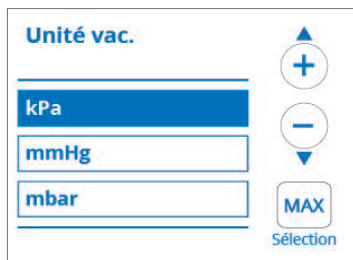 Unité vac.
+
kPa
−
mmHg
mbar
MAX
Sélection